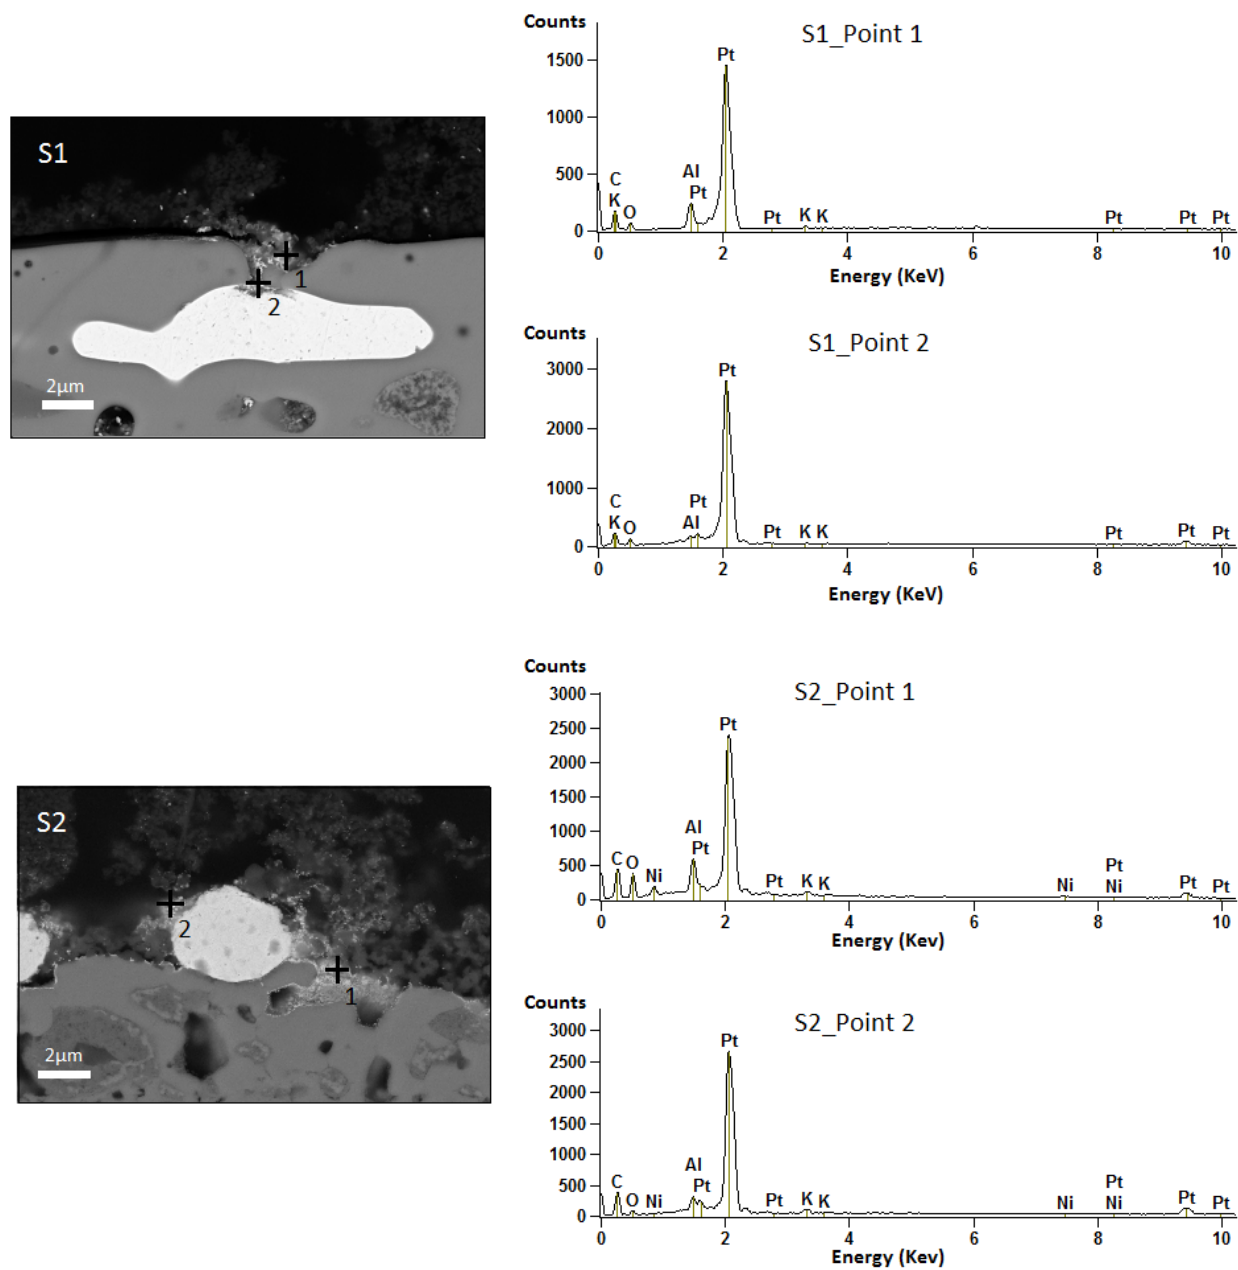 S1
1
2
2μm
Counts
S1_Point 1
Pt
1500
1000
500
0
C
K
O
Al
Pt
Pt
K
K
Pt
Pt
Pt
0
2
4
6
8
10
Energy (KeV)
Counts
S1_Point 2
Pt
3000
2000
1000
0
C
K
O
Pt
Al
Pt
K
K
Pt
Pt
Pt
0
2
4
6
8
10
Energy (KeV)
S2
2
1
2μm
Counts
S2_Point 1
3000
2500
2000
1500
1000
500
0
Pt
C
O
Ni
Al
Pt
Pt
K
K
Ni
Pt
Ni
Pt
Pt
0
2
4
6
8
10
Energy (Kev)
Counts
S2_Point 2
3000
2500
2000
1500
1000
500
0
Pt
C
O
Ni
Al
Pt
Pt
K
K
Ni
Pt
Ni
Pt
Pt
0
2
4
6
8
10
Energy (Kev)